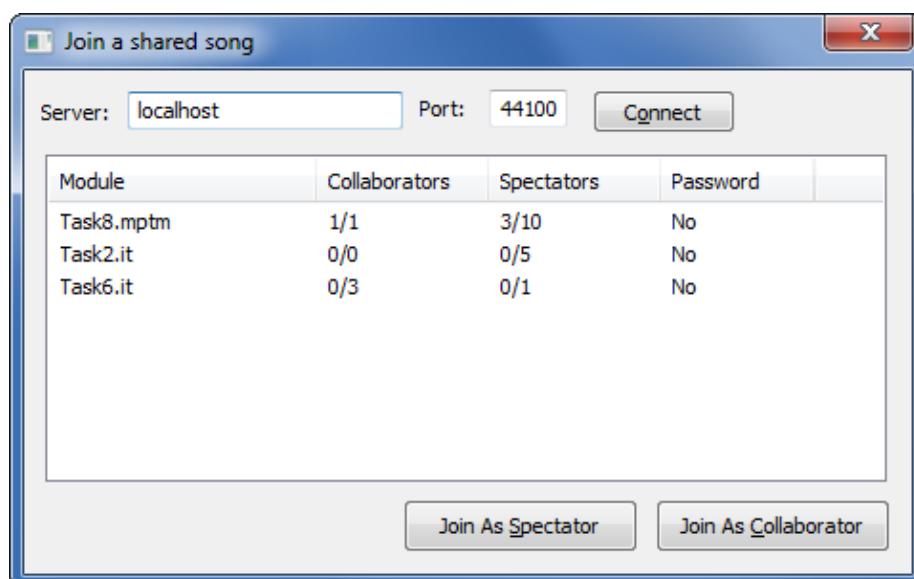 Join a shared song
Server: localhost Port: 44100 Connect
Module Collaborators Spectators Password
Task8.mptm 1/1 3/10 No
Task2.it 0/0 0/5 No
Task6.it 0/3 0/1 No
Join As Spectator Join As Collaborator